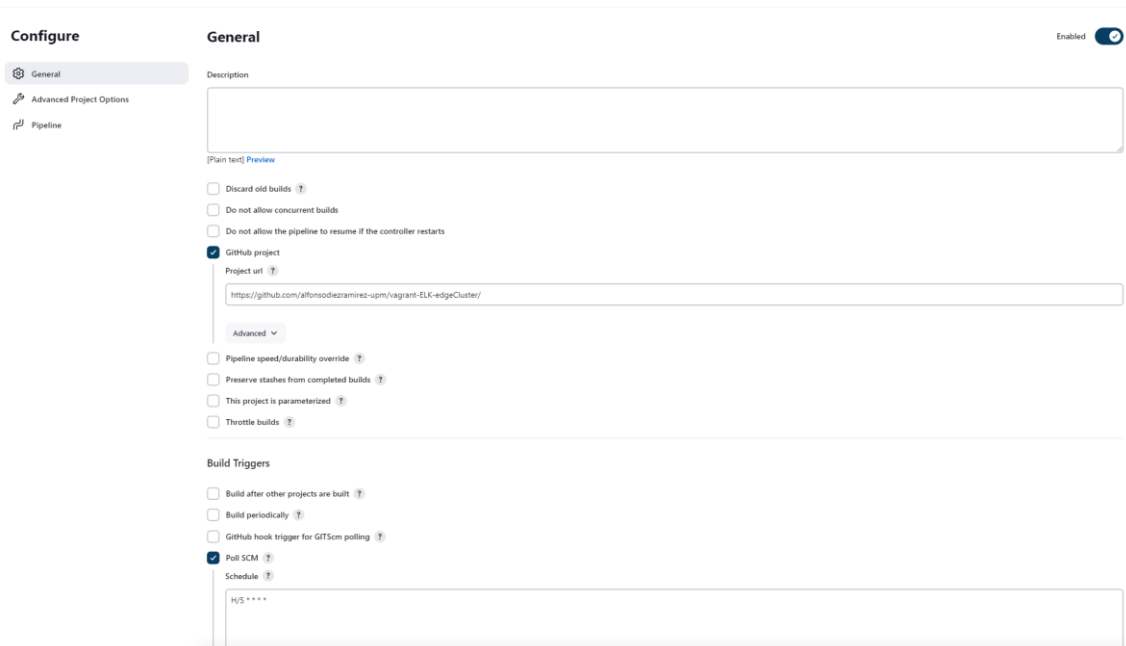 Configure
General
Advanced Project Options
Pipeline
General
Enabled
Description
[Plain text] Preview
Discard old builds ?
Do not allow concurrent builds
Do not allow the pipeline to resume if the controller restarts
GitHub project
Project url ?
https://github.com/alfonsodiezramirez-upm/vagrant-ELK-edgeCluster/
Advanced
Pipeline speed/durability override ?
Preserve stashes from completed builds ?
This project is parameterized ?
Throttle builds ?
Build Triggers
Build after other projects are built ?
Build periodically ?
GitHub hook trigger for GITScm polling ?
Poll SCM ?
Schedule ?
H/5 * * * *